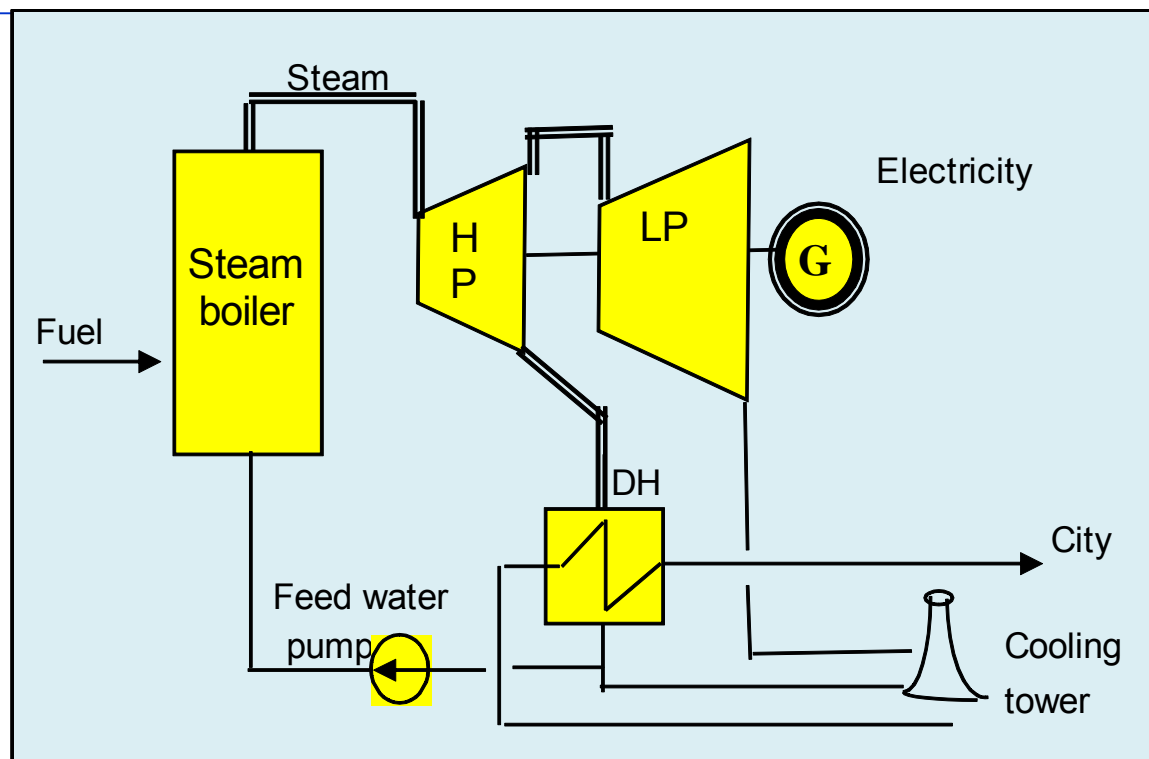 Steam
Electricity
H
P
LP
G
Steam
boiler
Fuel
DH
City
Feed water
pump
Cooling
tower